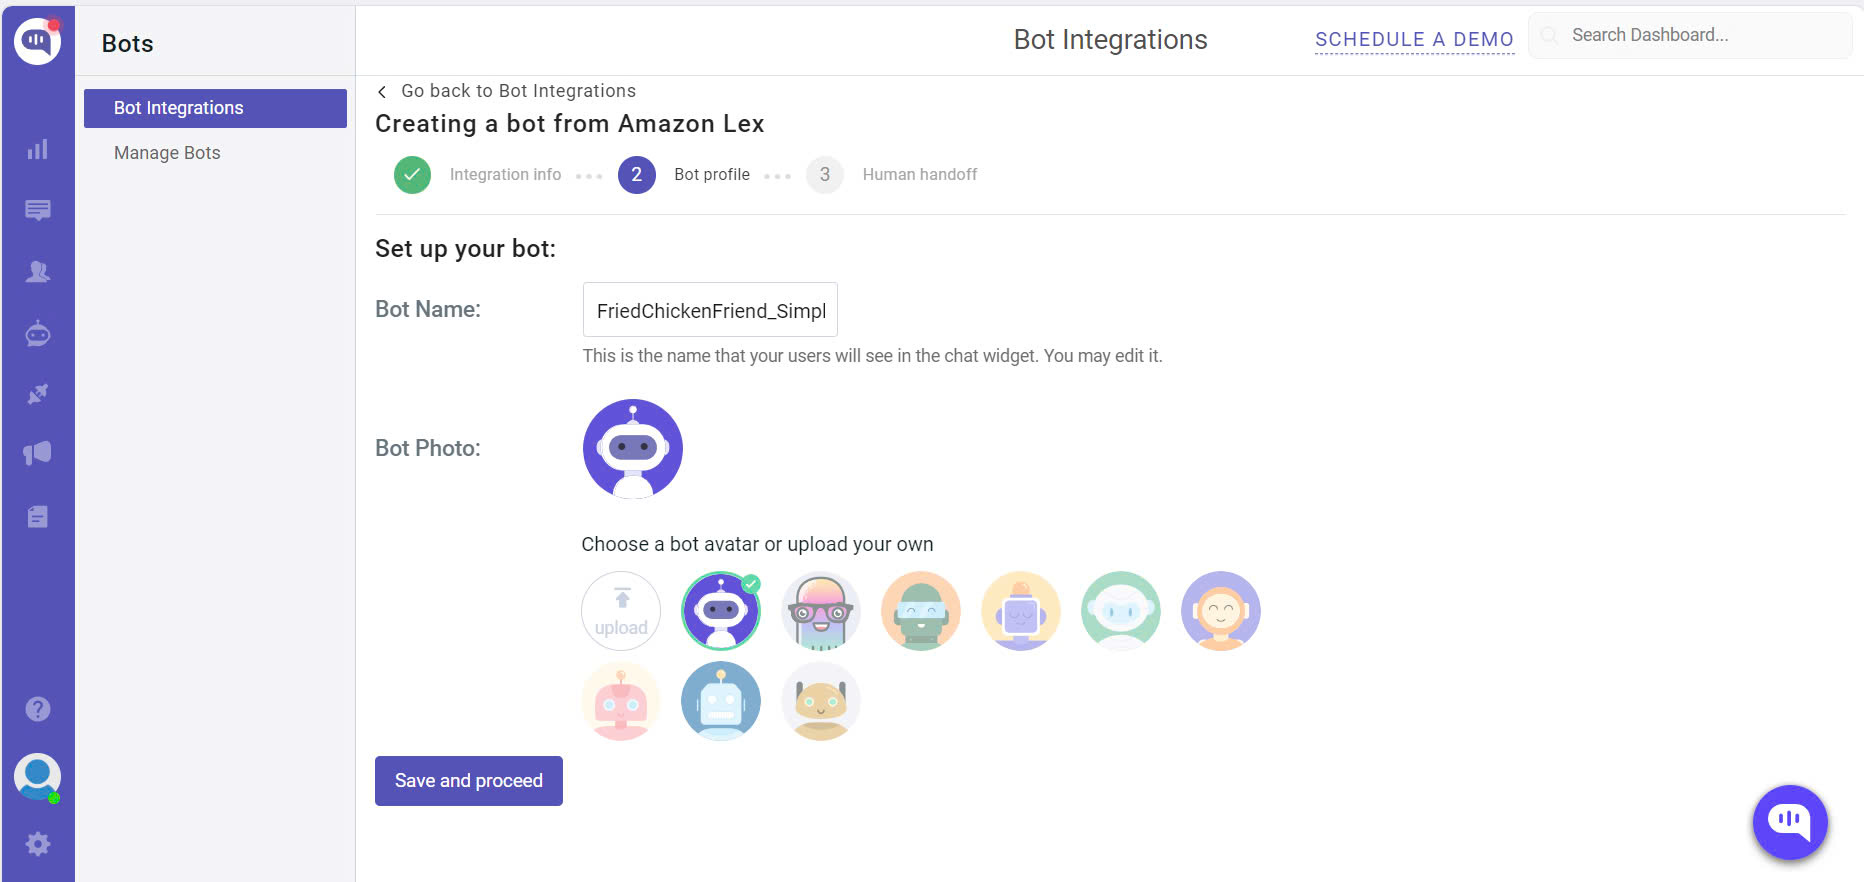 Bots
Bot Integrations
SCHEDULE A DEMO
Search Dashboard...
Bot Integrations
Manage Bots
Go back to Bot Integrations
Creating a bot from Amazon Lex
Integration info
2
Bot profile
3
Human handoff
Set up your bot:
Bot Name:
FriedChickenFriend_Simpl
This is the name that your users will see in the chat widget. You may edit it.
Bot Photo:
Choose a bot avatar or upload your own
upload
Save and proceed
?